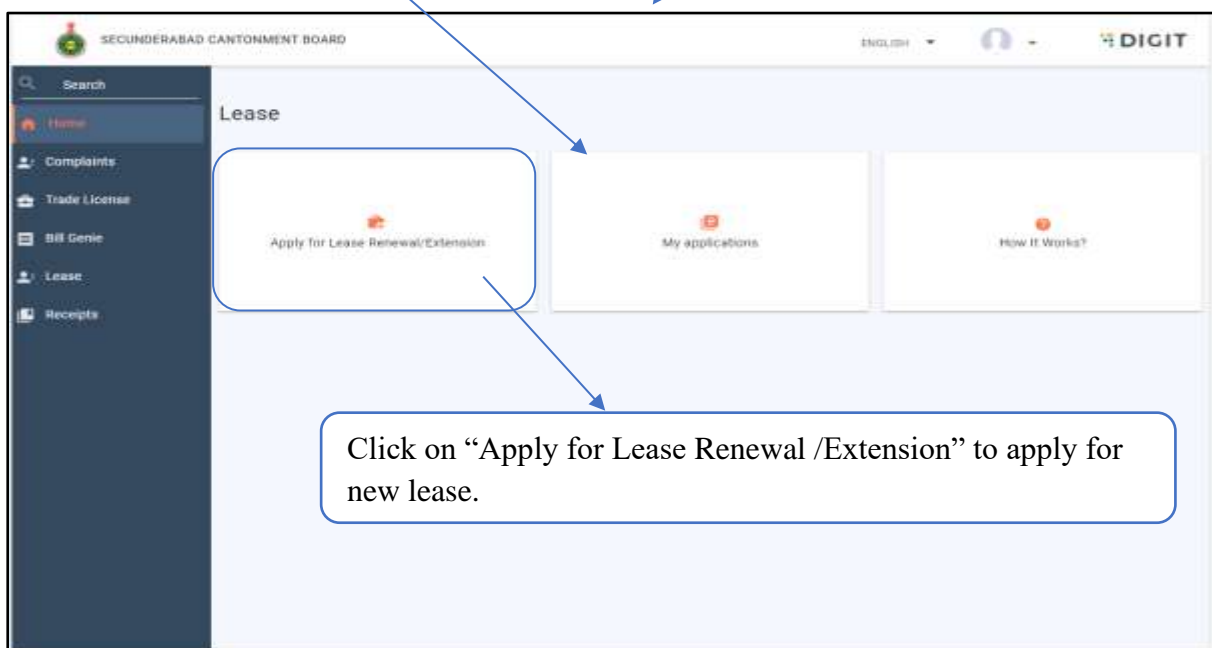 SECUNDERABAD CANTONMENT BOARD
ENGLISH
DIGIT
Search
Home
Complaints
Trade License
Bill Genie
Lease
Receipts
Lease
Apply for Lease Renewal/Extension
My applications
How It Works?
Click on “Apply for Lease Renewal /Extension” to apply for
new lease.